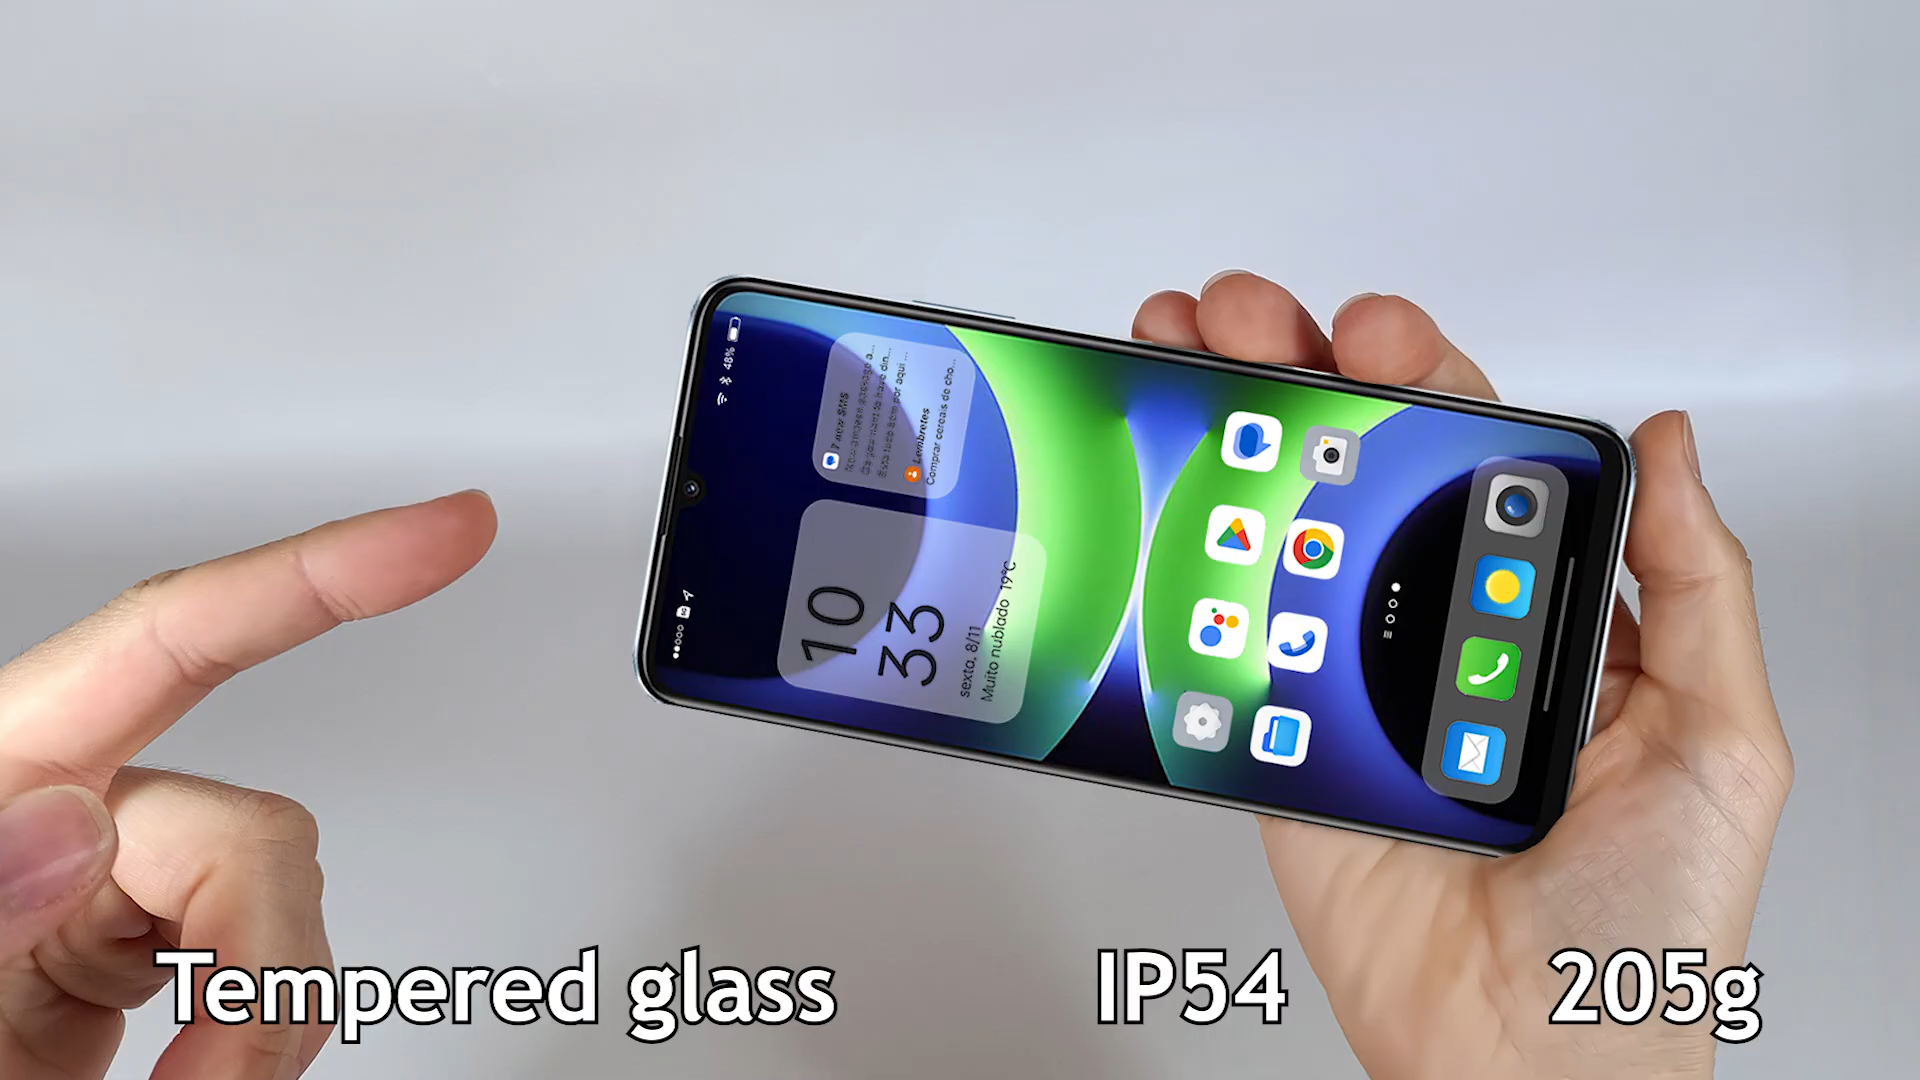 48%
7 new SMS
Lembretes
Comprar cereais de cho...
10
33
sexta, 8/11
Muito nublado 19°C
Tempered glass
IP54
205g